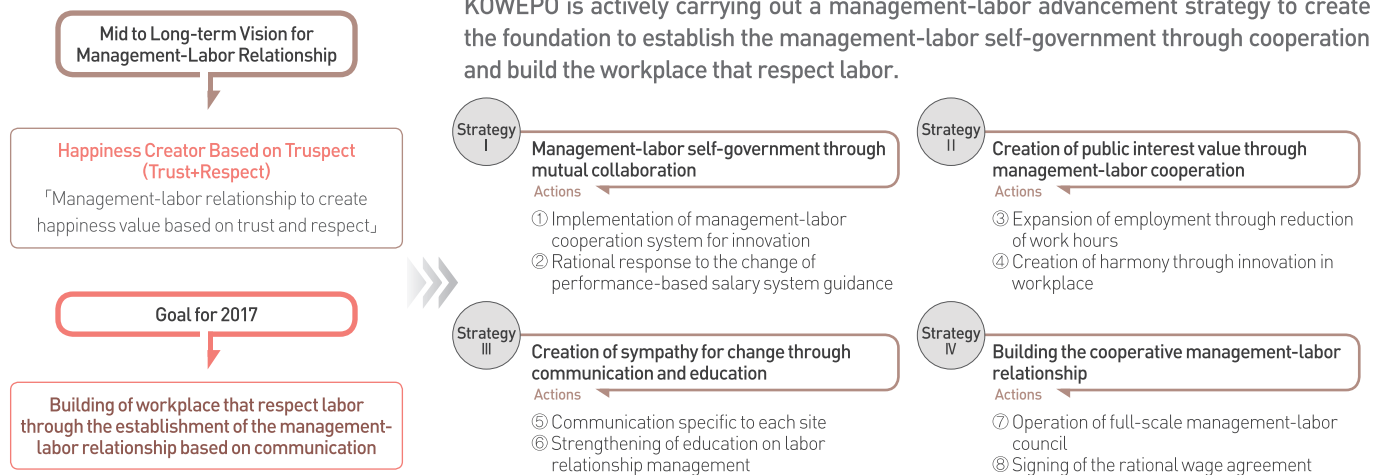 Mid to Long-term Vision for
Management-Labor Relationship
Happiness Creator Based on Truspect
(Trust+Respect)
「Management-labor relationship to create
happiness value based on trust and respect」
Goal for 2017
Building of workplace that respect labor
through the establishment of the management-
labor relationship based on communication
KOWEPO is actively carrying out a management-labor advancement strategy to create
the foundation to establish the management-labor self-government through cooperation
and build the workplace that respect labor.
Strategy
Ⅰ
Management-labor self-government through
mutual collaboration
Actions
① Implementation of management-labor
cooperation system for innovation
② Rational response to the change of
performance-based salary system guidance
Strategy
Ⅱ
Creation of public interest value through
management-labor cooperation
Actions
③ Expansion of employment through reduction
of work hours
④ Creation of harmony through innovation in
workplace
Strategy
Ⅲ
Creation of sympathy for change through
communication and education
Actions
⑤ Communication specific to each site
⑥ Strengthening of education on labor
relationship management
Strategy
Ⅳ
Building the cooperative management-labor
relationship
Actions
⑦ Operation of full-scale management-labor
council
⑧ Signing of the rational wage agreement